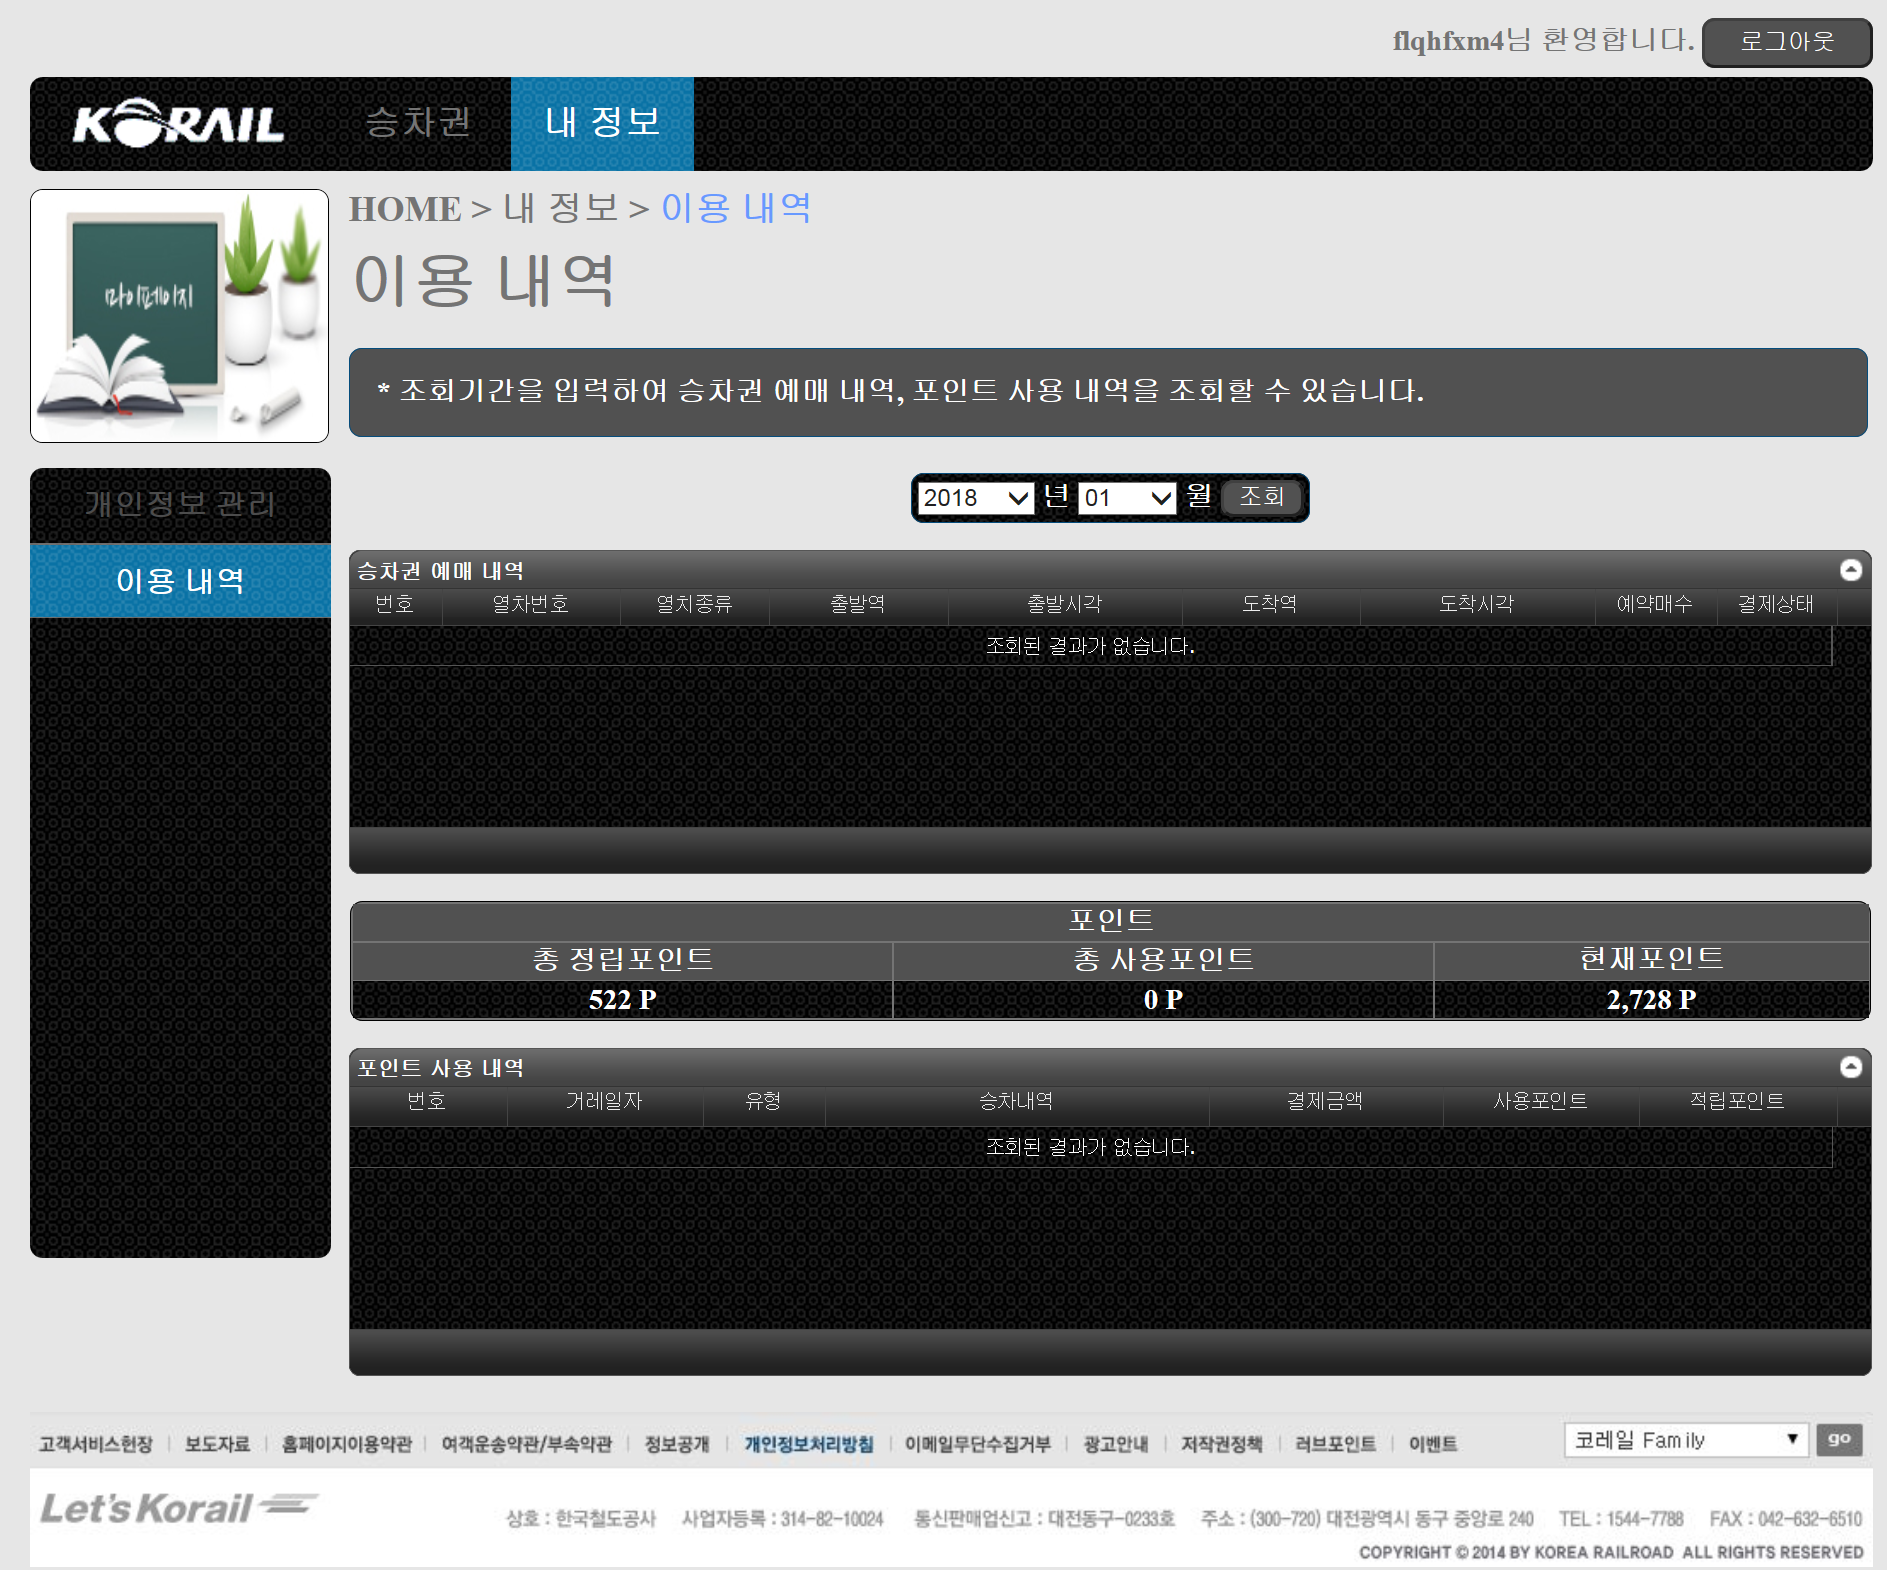 flqhfxm4님 환영합니다. 로그아웃
KORAIL 승차권 내 정보
HOME > 내 정보 > 이용 내역
이용 내역
마이페이지
* 조회기간을 입력하여 승차권 예매 내역, 포인트 사용 내역을 조회할 수 있습니다.
개인정보 관리
이용 내역
2018 년 01 월 조회
승차권 예매 내역
번호 열차번호 열치종류 출발역 출발시각 도착역 도착시각 예약매수 결제상태
조회된 결과가 없습니다.
포인트
총 정립포인트 총 사용포인트 현재포인트
522 P 0 P 2,728 P
포인트 사용 내역
번호 거레일자 유형 승차내역 결제금액 사용포인트 적립포인트
조회된 결과가 없습니다.
고객서비스헌장 | 보도자료 | 홈페이지이용약관 | 여객운송약관/부속약관 | 정보공개 | 개인정보처리방침 | 이메일무단수집거부 | 광고안내 | 저작권정책 | 러브포인트 | 이벤트 코레일 Family ▼ go
Let's Korail
상호 : 한국철도공사 사업자등록 : 314-82-10024 통신판매업신고 : 대전동구-0233호 주소 : (300-720) 대전광역시 동구 중앙로 240 TEL : 1544-7788 FAX : 042-632-6510
COPYRIGHT © 2014 BY KOREA RAILROAD ALL RIGHTS RESERVED